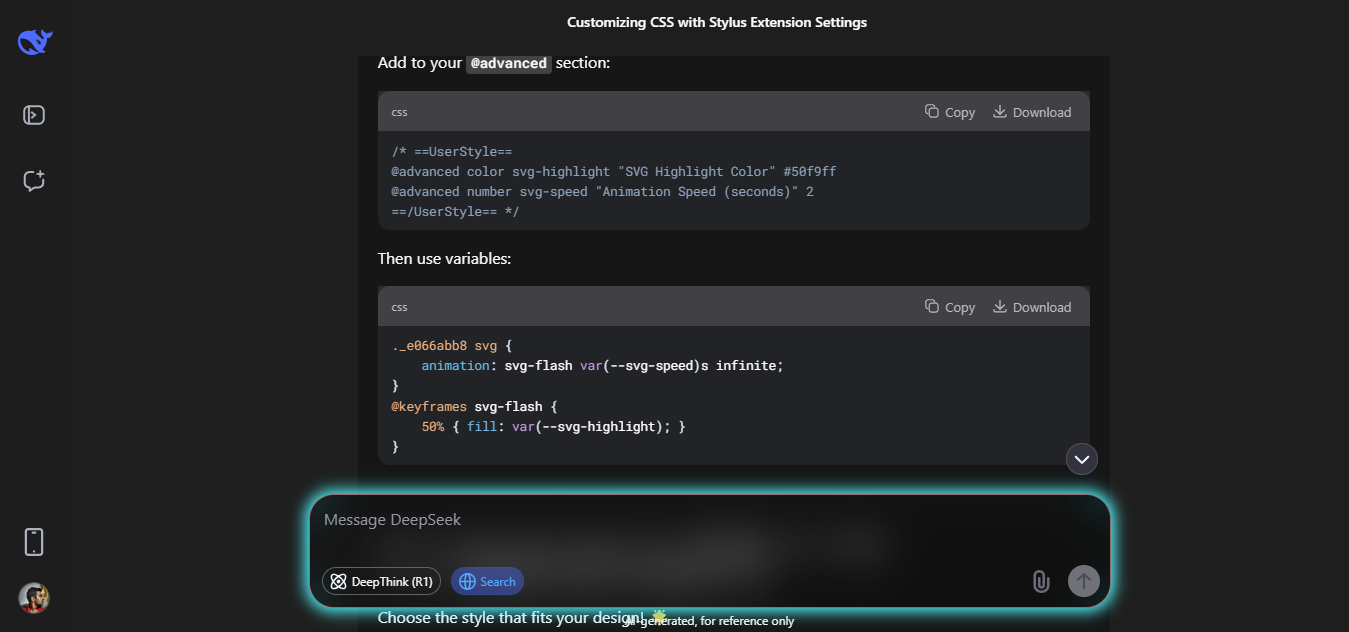 Customizing CSS with Stylus Extension Settings
Add to your @advanced section:
css
Copy
Download
/* ==UserStyle==
@advanced color svg-highlight "SVG Highlight Color" #50f9ff
@advanced number svg-speed "Animation Speed (seconds)" 2
==/UserStyle== */
Then use variables:
css
Copy
Download
._e066abb8 svg {
    animation: svg-flash var(--svg-speed)s infinite;
}
@keyframes svg-flash {
    50% { fill: var(--svg-highlight); }
}
Message DeepSeek
DeepThink (R1)
Search
Choose the style that fits your design!
AI-generated, for reference only